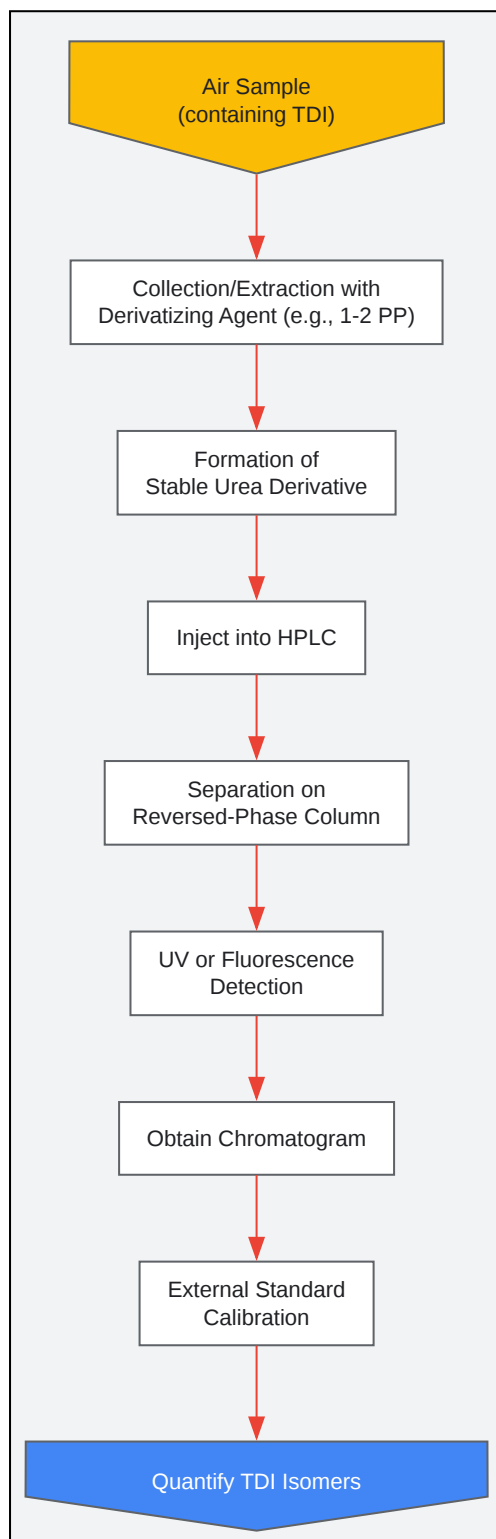 Air Sample
(containing TDI)
Collection/Extraction with
Derivatizing Agent (e.g., 1-2 PP)
Formation of
Stable Urea Derivative
Inject into HPLC
Separation on
Reversed-Phase Column
UV or Fluorescence
Detection
Obtain Chromatogram
External Standard
Calibration
Quantify TDI Isomers